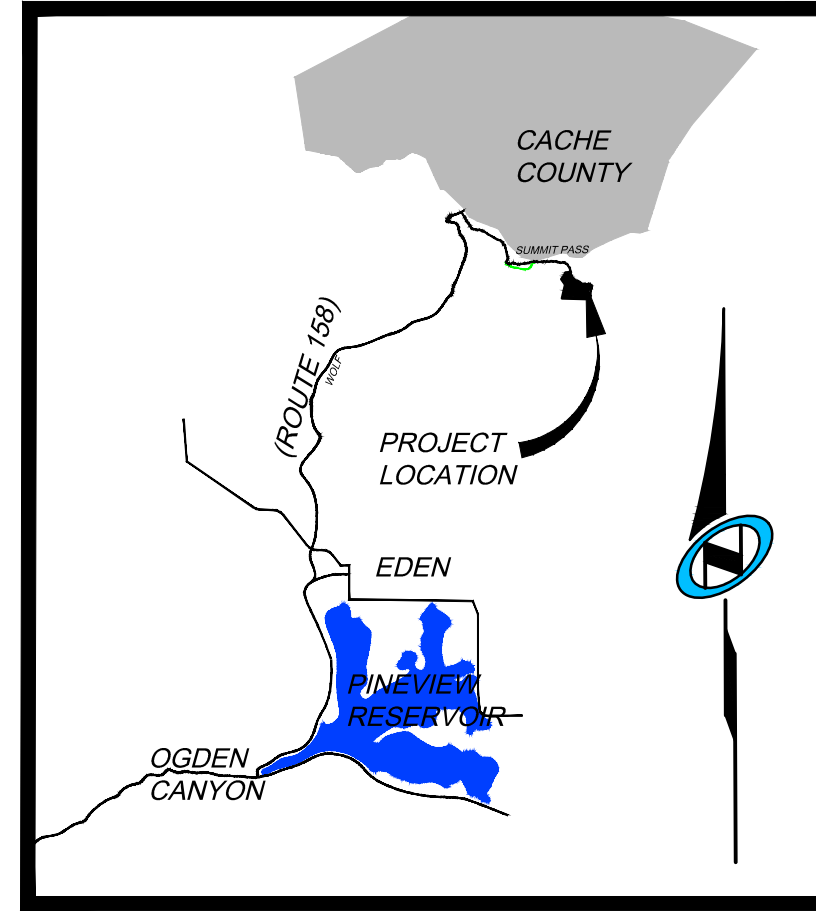 CACHE
COUNTY
SUMMIT PASS
(ROUTE 158)
WOLF
PROJECT
LOCATION
EDEN
PINEVIEW
RESERVOIR
OGDEN
CANYON
N